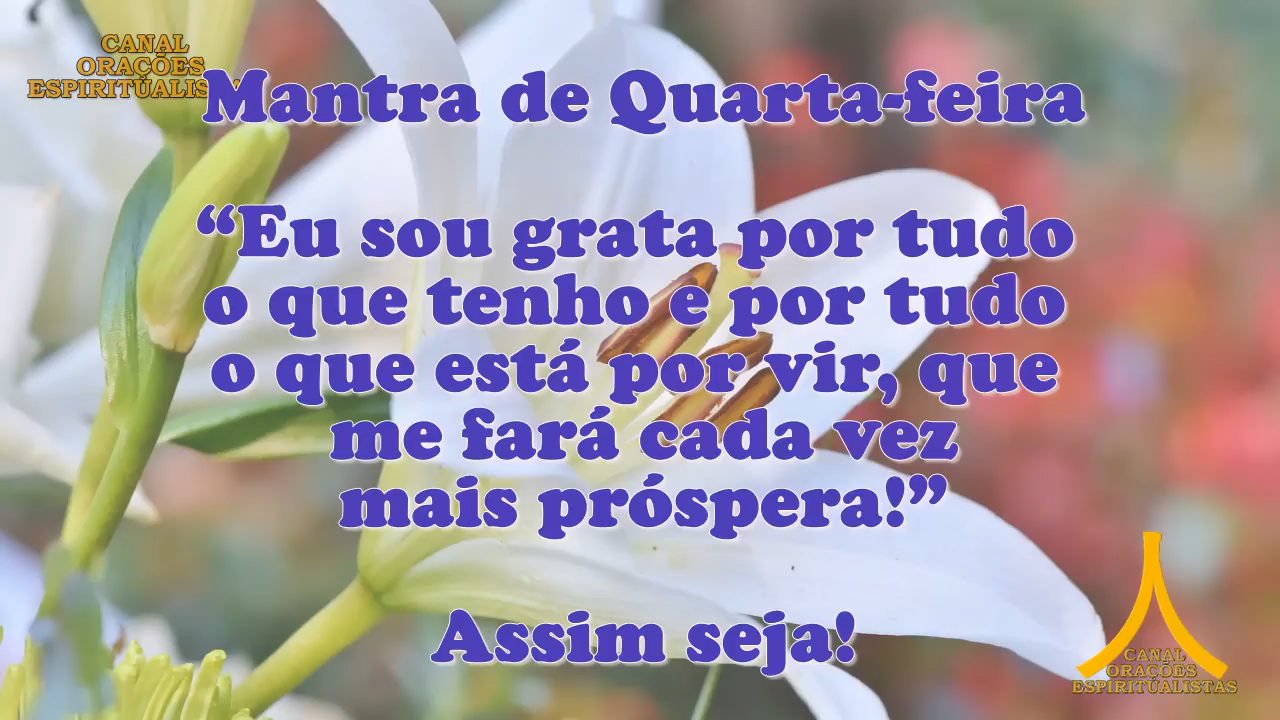 CANAL
ORAÇÕES
Mantra de Quarta-feira
“Eu sou grata por tudo
o que tenho e por tudo
o que está por vir, que
me fará cada vez
mais próspera!”
Assim seja!
CANAL
ORAÇÕES
ESPIRITUALISTAS